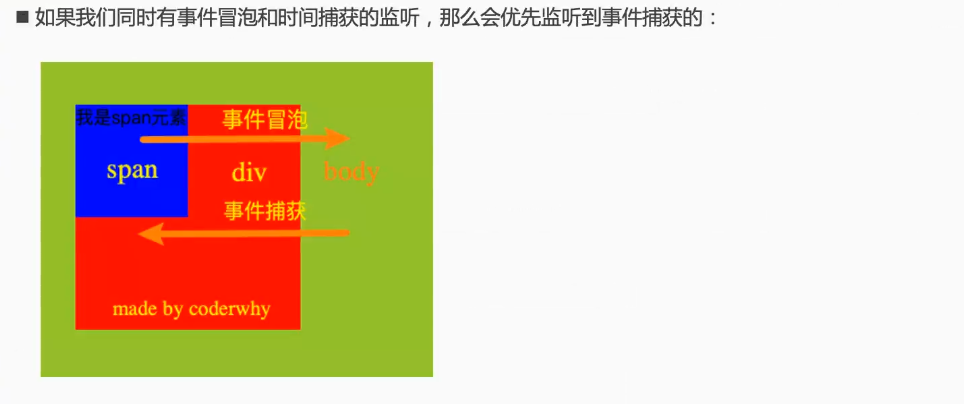 ■ 如果我们同时有事件冒泡和时间捕获的监听，那么会优先监听到事件捕获的：
我是span元素
事件冒泡
span
div
body
事件捕获
made by coderwhy